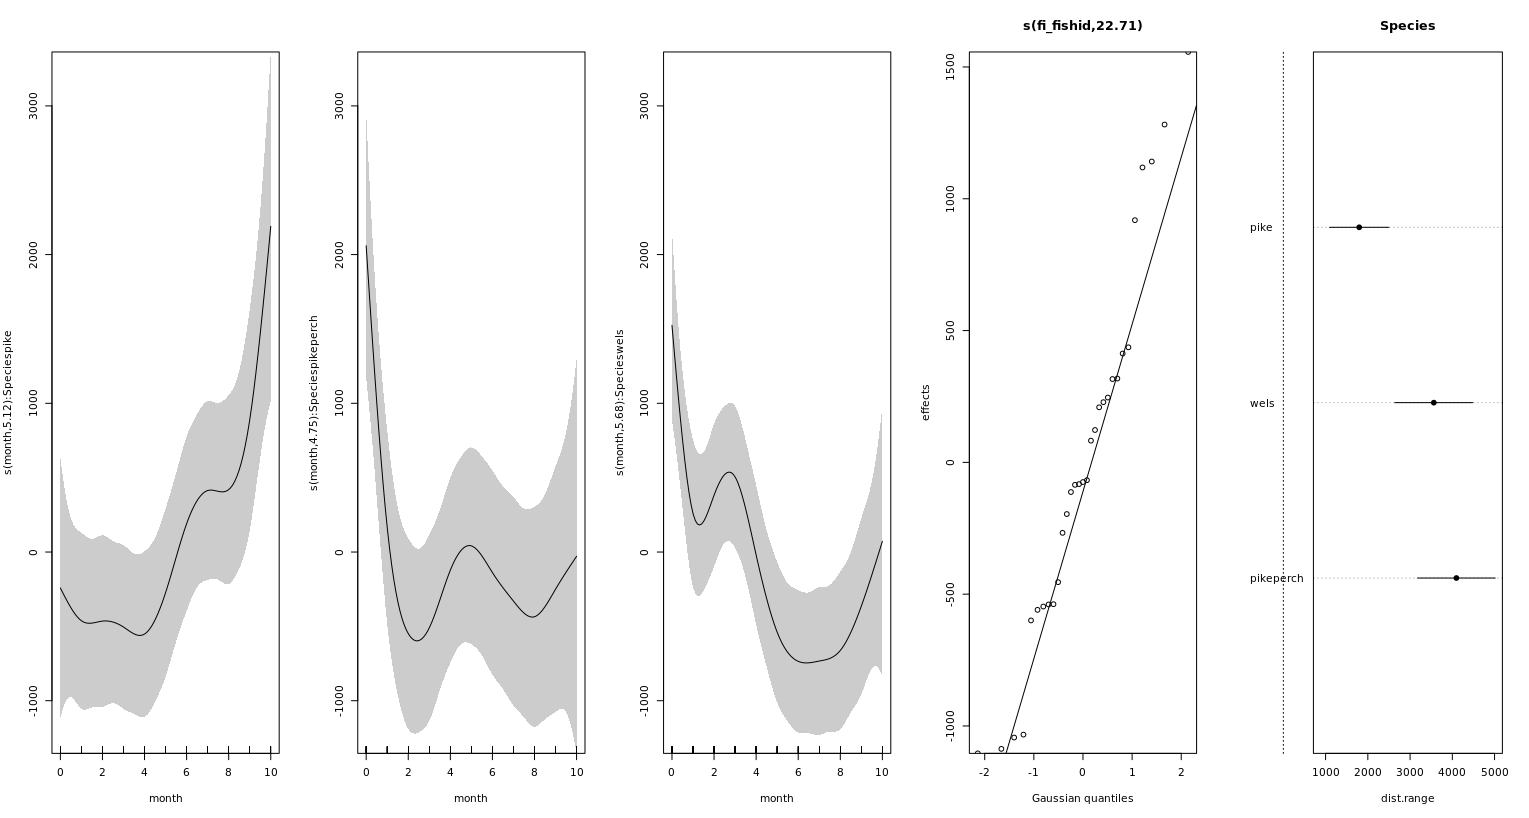 s(month,5.12):Speciespike
3000
2000
1000
0
-1000
0 2 4 6 8 10
month
s(month,4.75):Speciespikeperch
3000
2000
1000
0
-1000
0 2 4 6 8 10
month
s(month,5.68):Specieswels
3000
2000
1000
0
-1000
0 2 4 6 8 10
month
s(fi_fishid,22.71)
effects
1500
1000
500
0
-500
-1000
-2 -1 0 1 2
Gaussian quantiles
Species
pike
wels
pikeperch
1000 2000 3000 4000 5000
dist.range